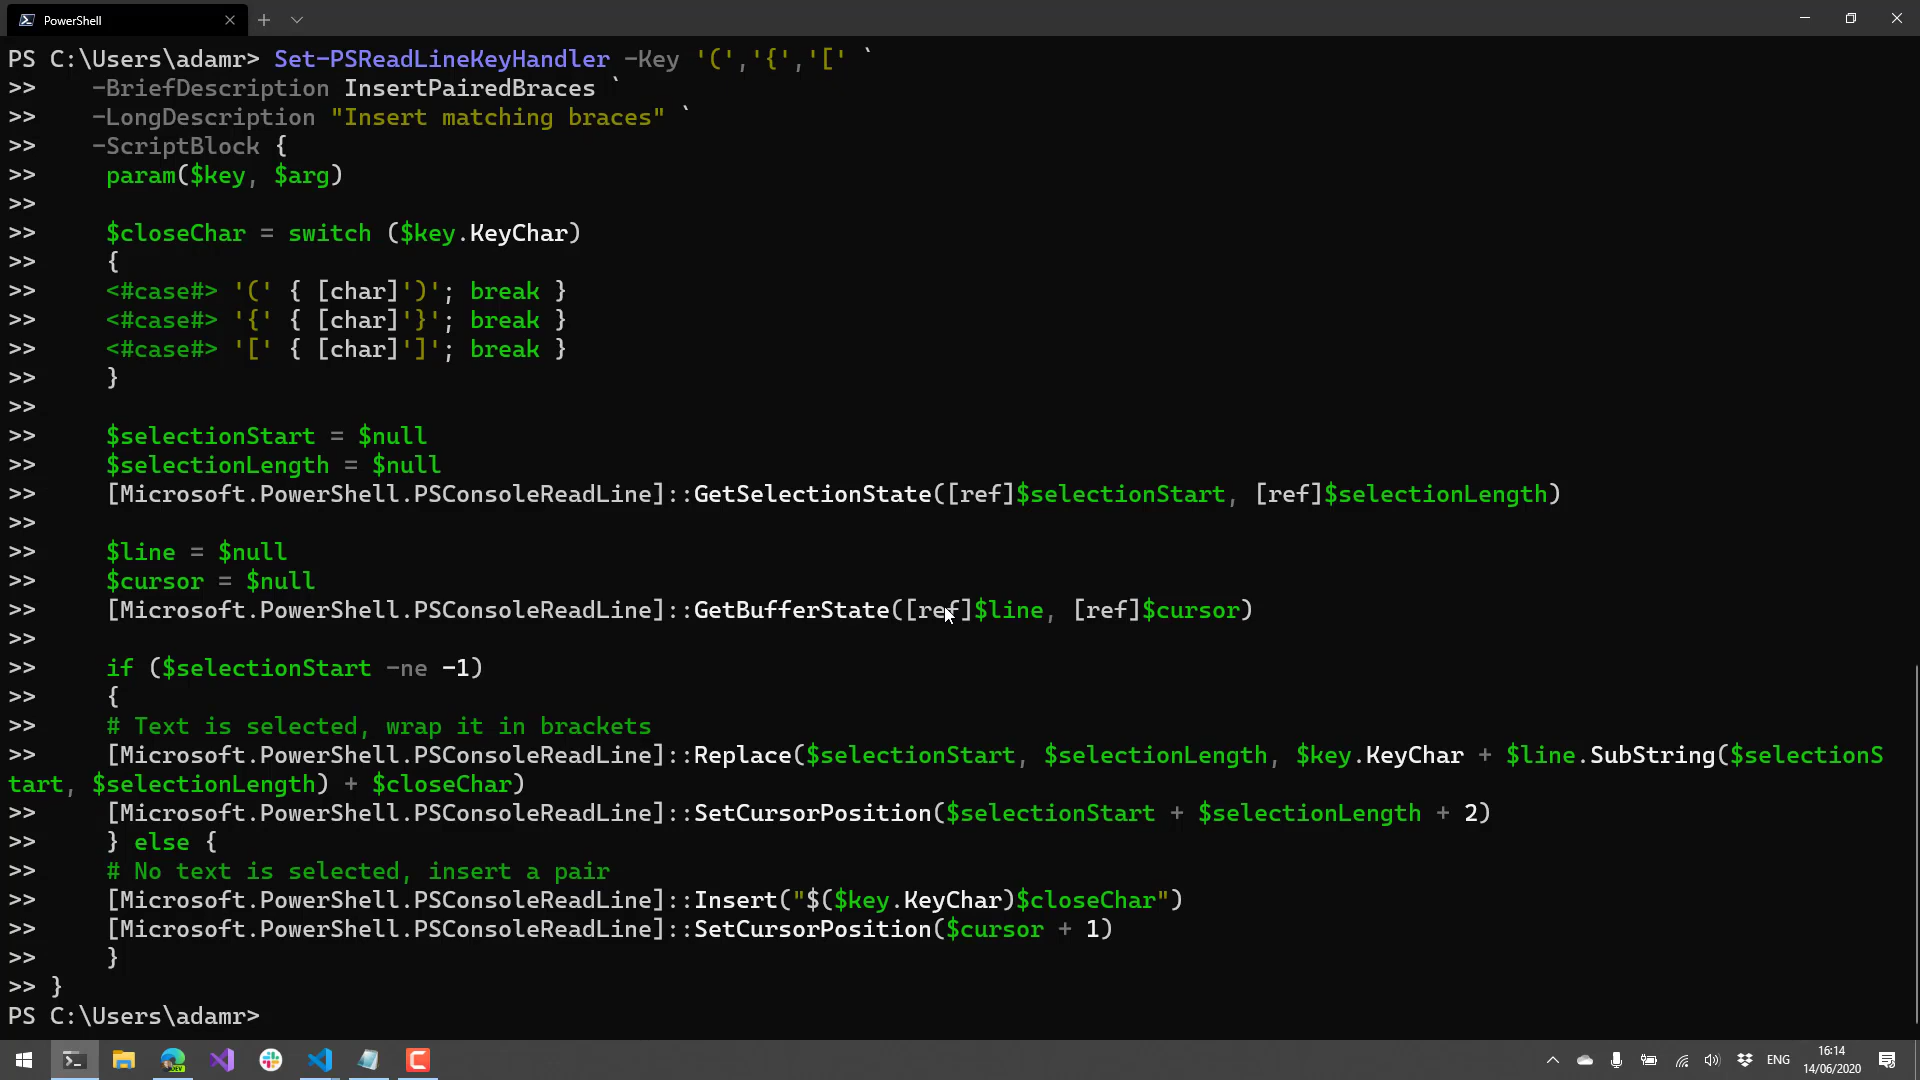 PowerShell
PS C:\Users\adamr> Set-PSReadLineKeyHandler -Key '(','{','[' `
>>    -BriefDescription InsertPairedBraces `
>>    -LongDescription "Insert matching braces" `
>>    -ScriptBlock {
>>     param($key, $arg)
>>
>>     $closeChar = switch ($key.KeyChar)
>>     {
>>     <#case#> '(' { [char]')'; break }
>>     <#case#> '{' { [char]'}'; break }
>>     <#case#> '[' { [char]']'; break }
>>     }
>>
>>     $selectionStart = $null
>>     $selectionLength = $null
>>     [Microsoft.PowerShell.PSConsoleReadLine]::GetSelectionState([ref]$selectionStart, [ref]$selectionLength)
>>
>>     $line = $null
>>     $cursor = $null
>>     [Microsoft.PowerShell.PSConsoleReadLine]::GetBufferState([ref]$line, [ref]$cursor)
>>
>>     if ($selectionStart -ne -1)
>>     {
>>     # Text is selected, wrap it in brackets
>>     [Microsoft.PowerShell.PSConsoleReadLine]::Replace($selectionStart, $selectionLength, $key.KeyChar + $line.SubString($selectionS
tart, $selectionLength) + $closeChar)
>>     [Microsoft.PowerShell.PSConsoleReadLine]::SetCursorPosition($selectionStart + $selectionLength + 2)
>>     } else {
>>     # No text is selected, insert a pair
>>     [Microsoft.PowerShell.PSConsoleReadLine]::Insert("$($key.KeyChar)$closeChar")
>>     [Microsoft.PowerShell.PSConsoleReadLine]::SetCursorPosition($cursor + 1)
>>     }
>> }
PS C:\Users\adamr>
DEV
ENG
16:14
14/06/2020